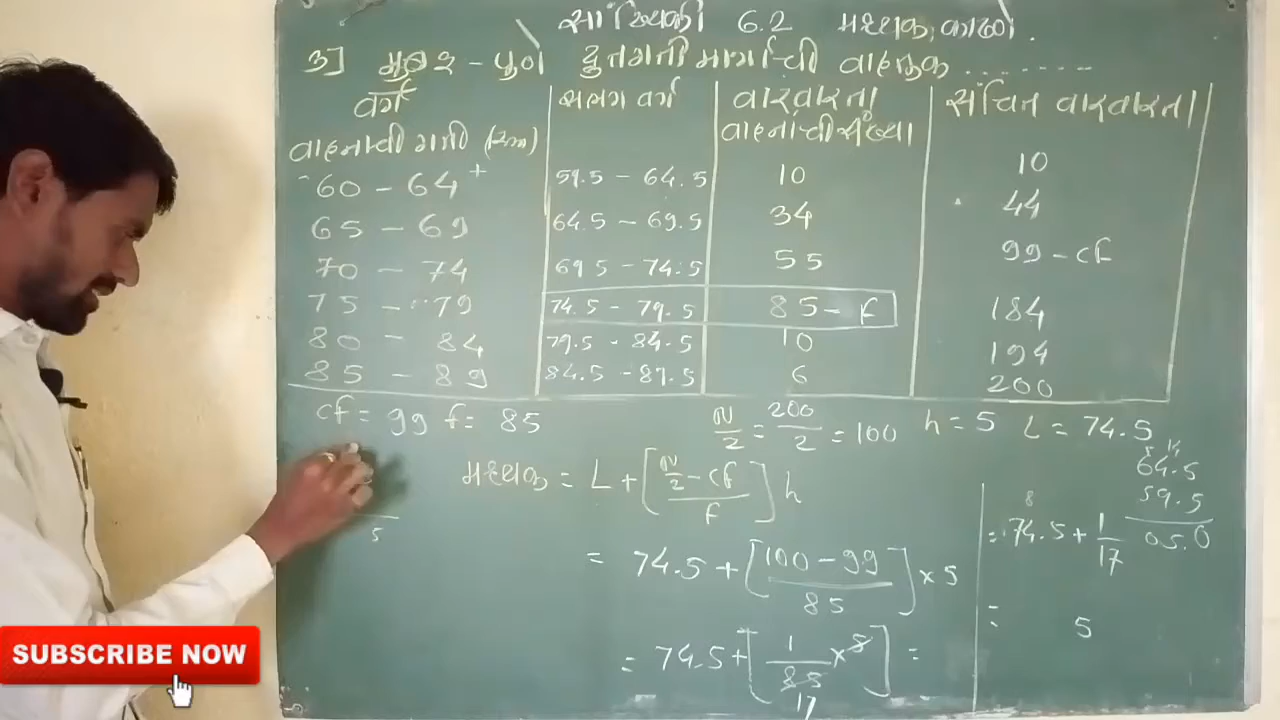 सांख्यिकी 6.2 मध्यक काढा.
3] मुंबई - पुणे द्रुतगती मार्गाची वाहतुक ........
वर्ग
वाहनाची गती (किमी)
सलग वर्ग
वारंवारता
वाहनांची संख्या
संचित वारंवारता
60 - 64 59.5 - 64.5 10 10
65 - 69 64.5 - 69.5 34 44
70 - 74 69.5 - 74.5 55 99 - cf
75 - 79 74.5 - 79.5 85 - f 184
80 - 84 79.5 - 84.5 10 194
85 - 89 84.5 - 89.5 6 200
cf = 99 f = 85 N/2 = 200/2 = 100 h = 5 L = 74.5
मध्यक = L + [(N/2 - cf)/f] h
= 74.5 + [(100 - 99)/85] × 5
= 74.5 + [1/85 × 5] =
17
64.5
59.5
05.0
= 74.5 + 1/17
= 5
5
SUBSCRIBE NOW